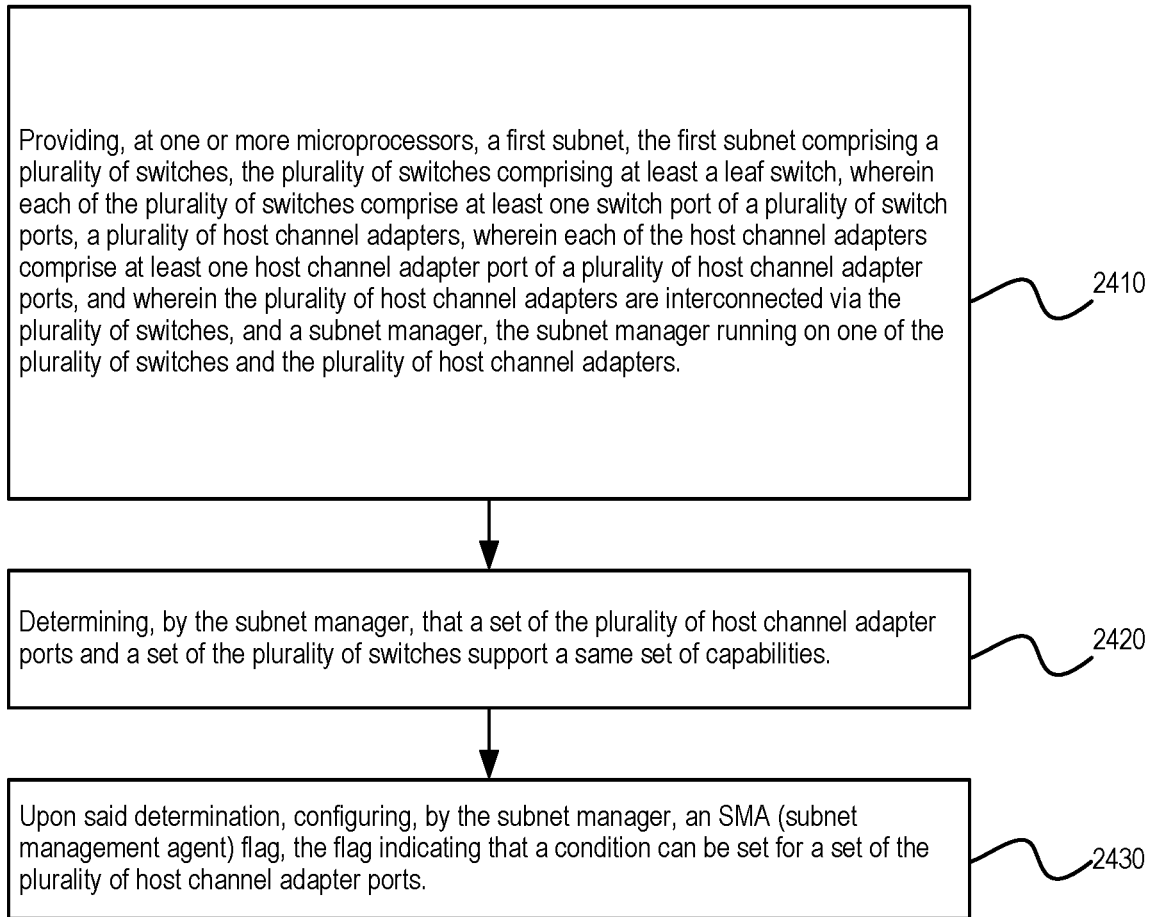 Providing, at one or more microprocessors, a first subnet, the first subnet comprising a
plurality of switches, the plurality of switches comprising at least a leaf switch, wherein
each of the plurality of switches comprise at least one switch port of a plurality of switch
ports, a plurality of host channel adapters, wherein each of the host channel adapters
comprise at least one host channel adapter port of a plurality of host channel adapter
ports, and wherein the plurality of host channel adapters are interconnected via the
plurality of switches, and a subnet manager, the subnet manager running on one of the
plurality of switches and the plurality of host channel adapters.
2410
Determining, by the subnet manager, that a set of the plurality of host channel adapter
ports and a set of the plurality of switches support a same set of capabilities.
2420
Upon said determination, configuring, by the subnet manager, an SMA (subnet
management agent) flag, the flag indicating that a condition can be set for a set of the
plurality of host channel adapter ports.
2430